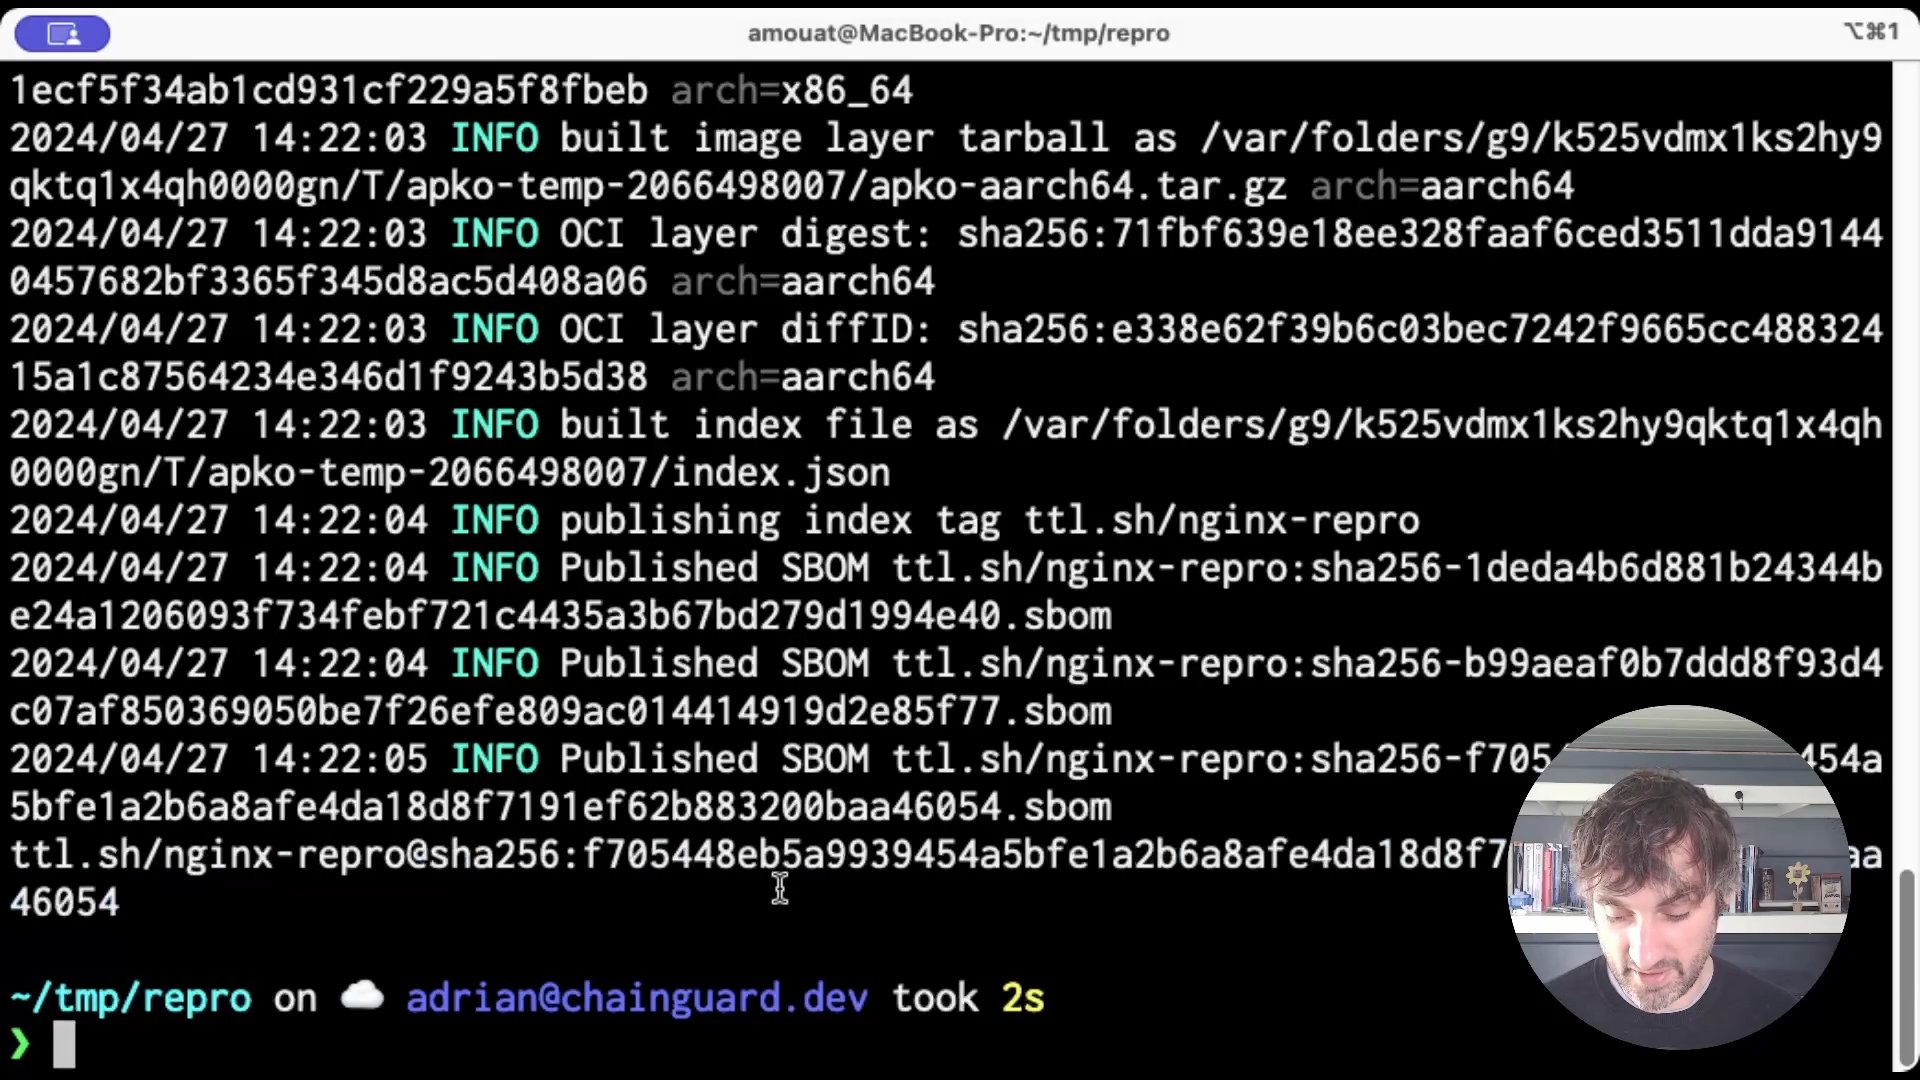 amouat@MacBook-Pro:~/tmp/repro
⌥⌘1
1ecf5f34ab1cd931cf229a5f8fbeb arch=x86_64
2024/04/27 14:22:03 INFO built image layer tarball as /var/folders/g9/k525vdmx1ks2hy9
qktq1x4qh0000gn/T/apko-temp-2066498007/apko-aarch64.tar.gz arch=aarch64
2024/04/27 14:22:03 INFO OCI layer digest: sha256:71fbf639e18ee328faaf6ced3511dda9144
0457682bf3365f345d8ac5d408a06 arch=aarch64
2024/04/27 14:22:03 INFO OCI layer diffID: sha256:e338e62f39b6c03bec7242f9665cc488324
15a1c87564234e346d1f9243b5d38 arch=aarch64
2024/04/27 14:22:03 INFO built index file as /var/folders/g9/k525vdmx1ks2hy9qktq1x4qh
0000gn/T/apko-temp-2066498007/index.json
2024/04/27 14:22:04 INFO publishing index tag ttl.sh/nginx-repro
2024/04/27 14:22:04 INFO Published SBOM ttl.sh/nginx-repro:sha256-1deda4b6d881b24344b
e24a1206093f734febf721c4435a3b67bd279d1994e40.sbom
2024/04/27 14:22:04 INFO Published SBOM ttl.sh/nginx-repro:sha256-b99aeaf0b7ddd8f93d4
c07af850369050be7f26efe809ac014414919d2e85f77.sbom
2024/04/27 14:22:05 INFO Published SBOM ttl.sh/nginx-repro:sha256-f705 454a
5bfe1a2b6a8afe4da18d8f7191ef62b883200baa46054.sbom
ttl.sh/nginx-repro@sha256:f705448eb5a9939454a5bfe1a2b6a8afe4da18d8f7 aa
46054
~/tmp/repro on ☁️ adrian@chainguard.dev took 2s
❯